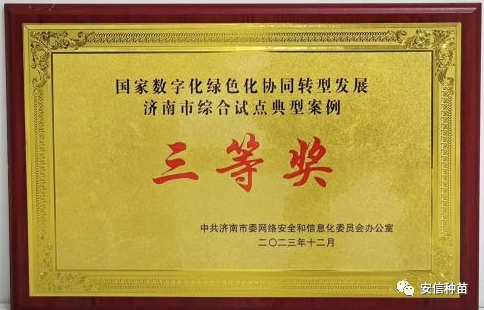 国家数字化绿色化协同转型发展
济南市综合试点典型案例
三等奖
中共济南市委网络安全和信息化委员会办公室
二〇二三年十二月
安信种苗